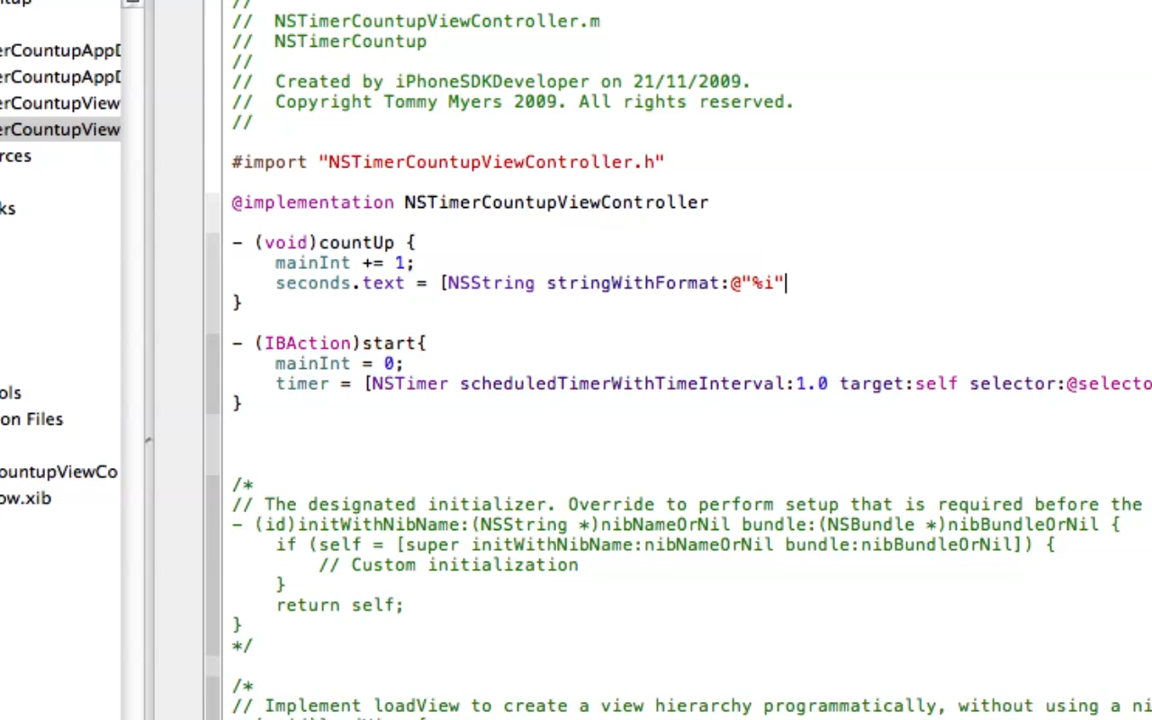 //
//  NSTimerCountupViewController.m
//  NSTimerCountup
//
//  Created by iPhoneSDKDeveloper on 21/11/2009.
//  Copyright Tommy Myers 2009. All rights reserved.
//
#import "NSTimerCountupViewController.h"
@implementation NSTimerCountupViewController
- (void)countUp {
    mainInt += 1;
    seconds.text = [NSString stringWithFormat:@"%i"
}
- (IBAction)start{
    mainInt = 0;
    timer = [NSTimer scheduledTimerWithTimeInterval:1.0 target:self selector:@selecto
}
/*
// The designated initializer. Override to perform setup that is required before the
- (id)initWithNibName:(NSString *)nibNameOrNil bundle:(NSBundle *)nibBundleOrNil {
    if (self = [super initWithNibName:nibNameOrNil bundle:nibBundleOrNil]) {
        // Custom initialization
    }
    return self;
}
*/
/*
// Implement loadView to create a view hierarchy programmatically, without using a ni
erCountupAppD
erCountupAppD
erCountupView
erCountupView
rces
ks
ols
on Files
ountupViewCo
ow.xib